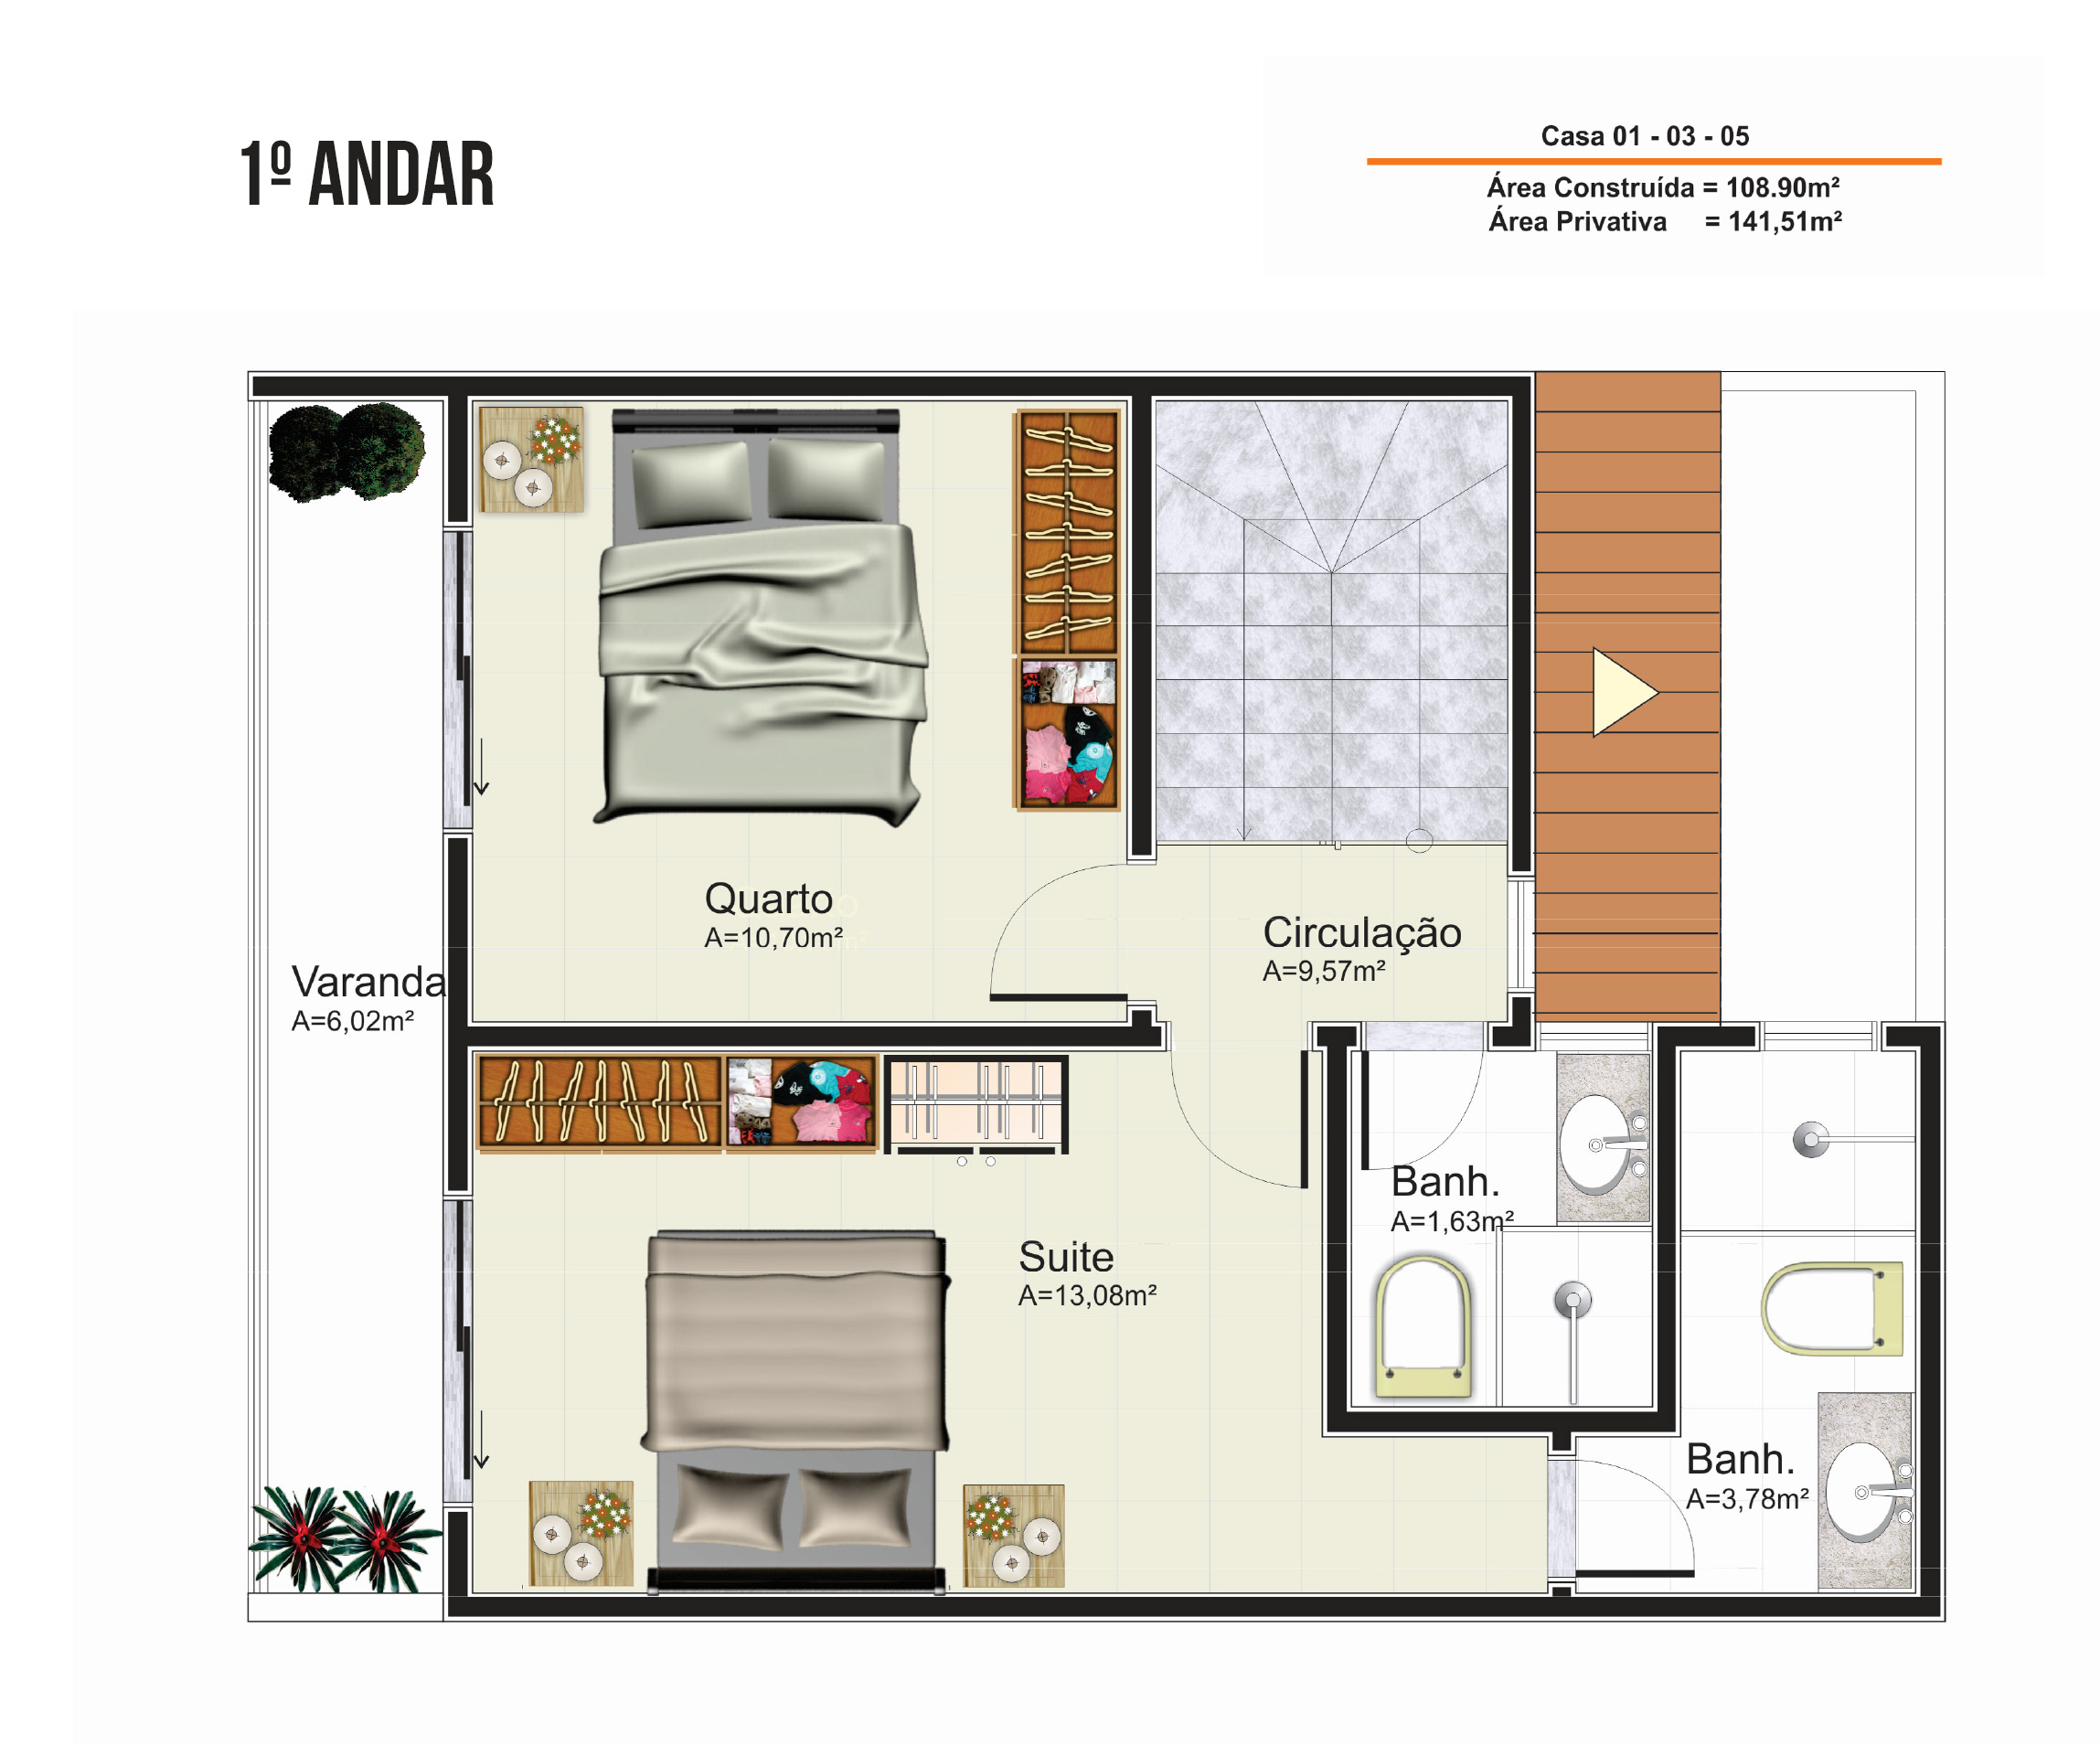 1º ANDAR
Casa 01 - 03 - 05
Área Construída = 108.90m²
Área Privativa = 141,51m²
Quarto
A=10,70m²
Circulação
A=9,57m²
Varanda
A=6,02m²
Banh.
A=1,63m²
Suite
A=13,08m²
Banh.
A=3,78m²